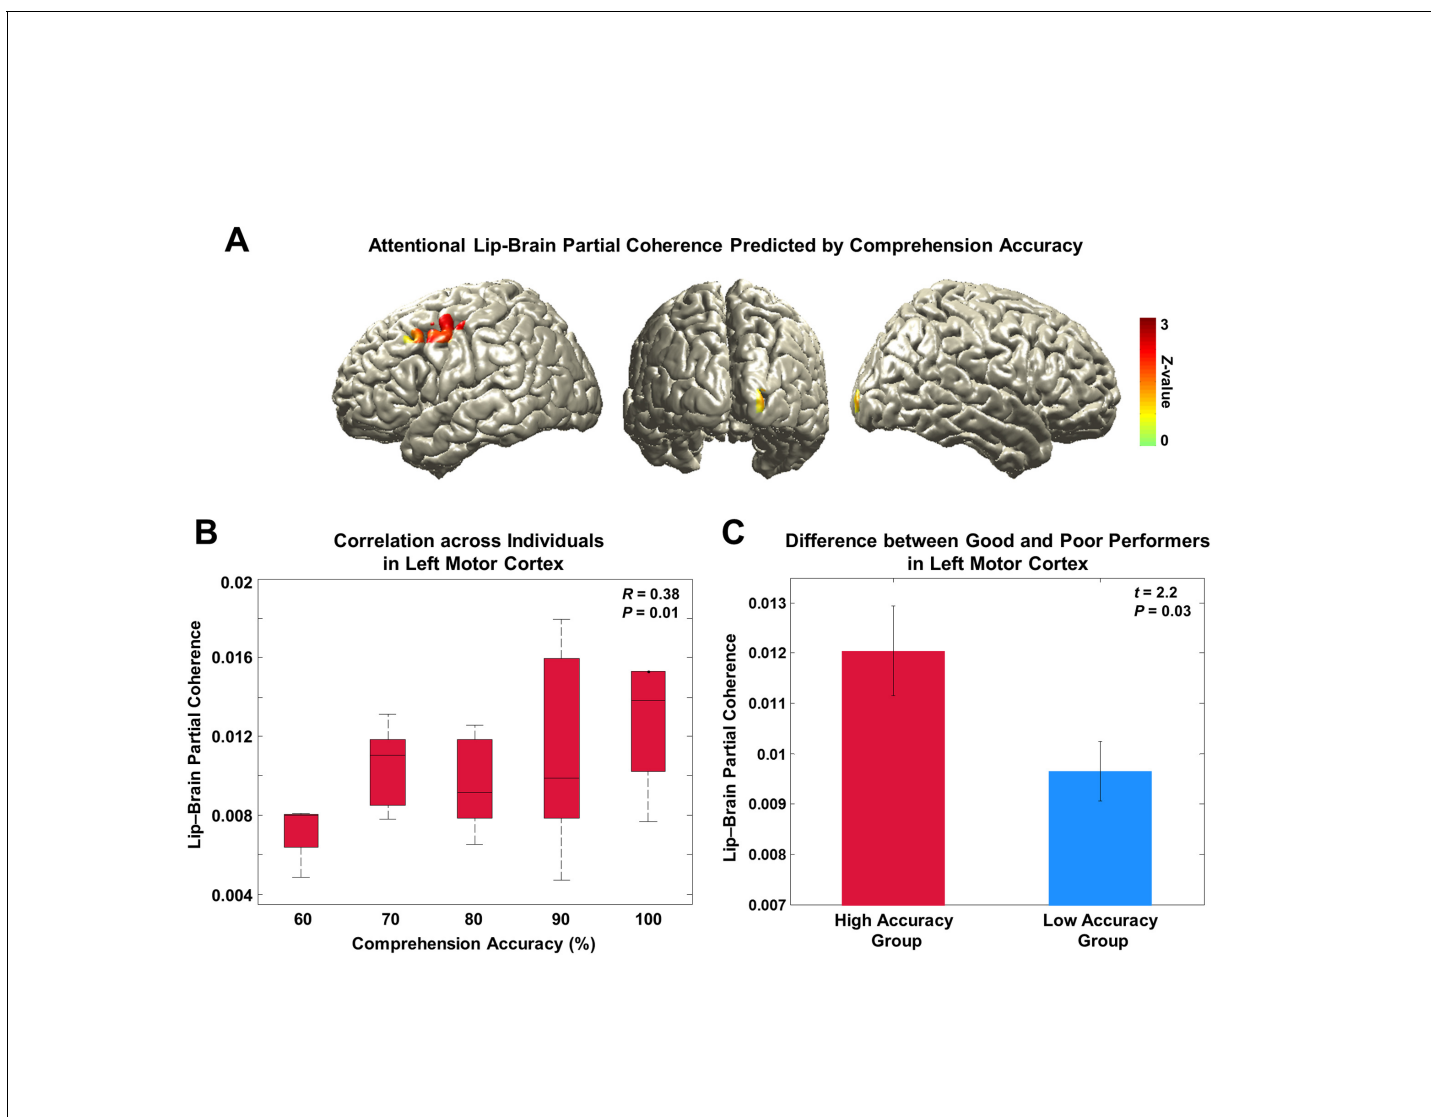 A
Attentional Lip-Brain Partial Coherence Predicted by Comprehension Accuracy
3
Z-value
0
B
Correlation across Individuals
in Left Motor Cortex
R = 0.38
P = 0.01
Lip–Brain Partial Coherence
0.02
0.016
0.012
0.008
0.004
60 70 80 90 100
Comprehension Accuracy (%)
C
Difference between Good and Poor Performers
in Left Motor Cortex
t = 2.2
P = 0.03
Lip–Brain Partial Coherence
0.013
0.012
0.011
0.01
0.009
0.008
0.007
High Accuracy
Group
Low Accuracy
Group